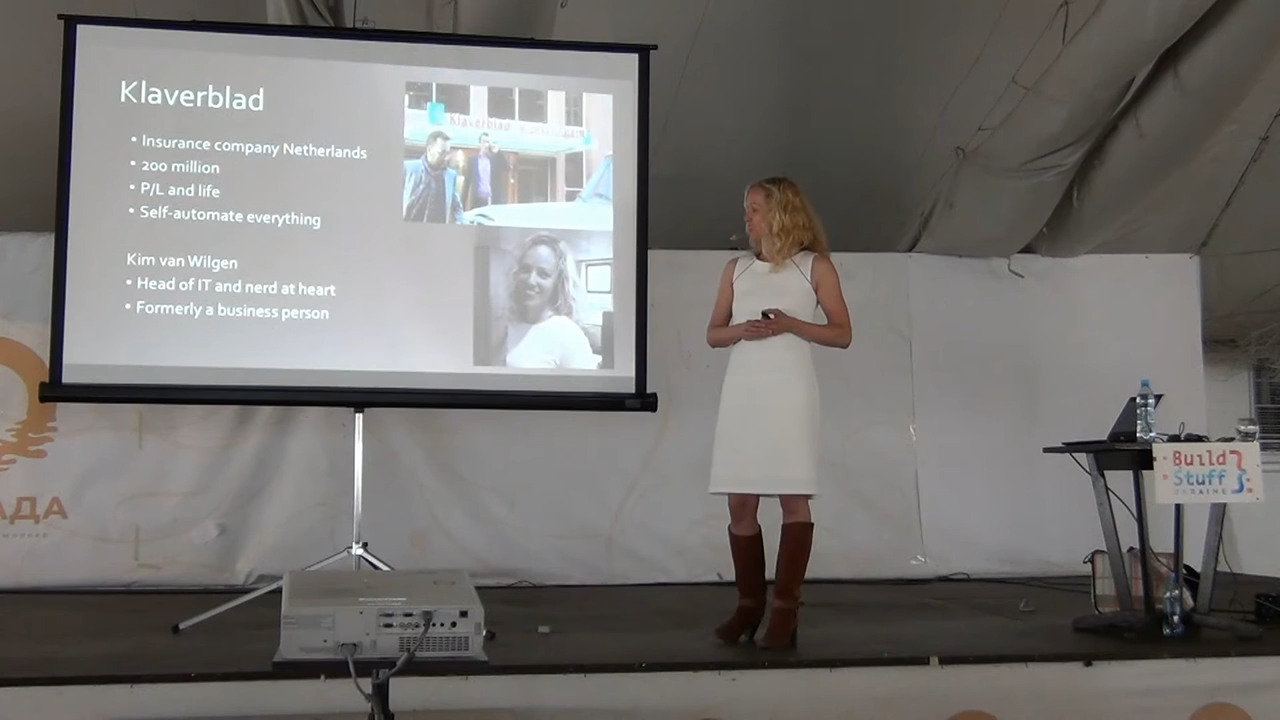 Klaverblad
• Insurance company Netherlands
• 200 million
• P/L and life
• Self-automate everything
Kim van Wilgen
• Head of IT and nerd at heart
• Formerly a business person
Klaverblad
АДА
Build
Stuff
UKRAINE